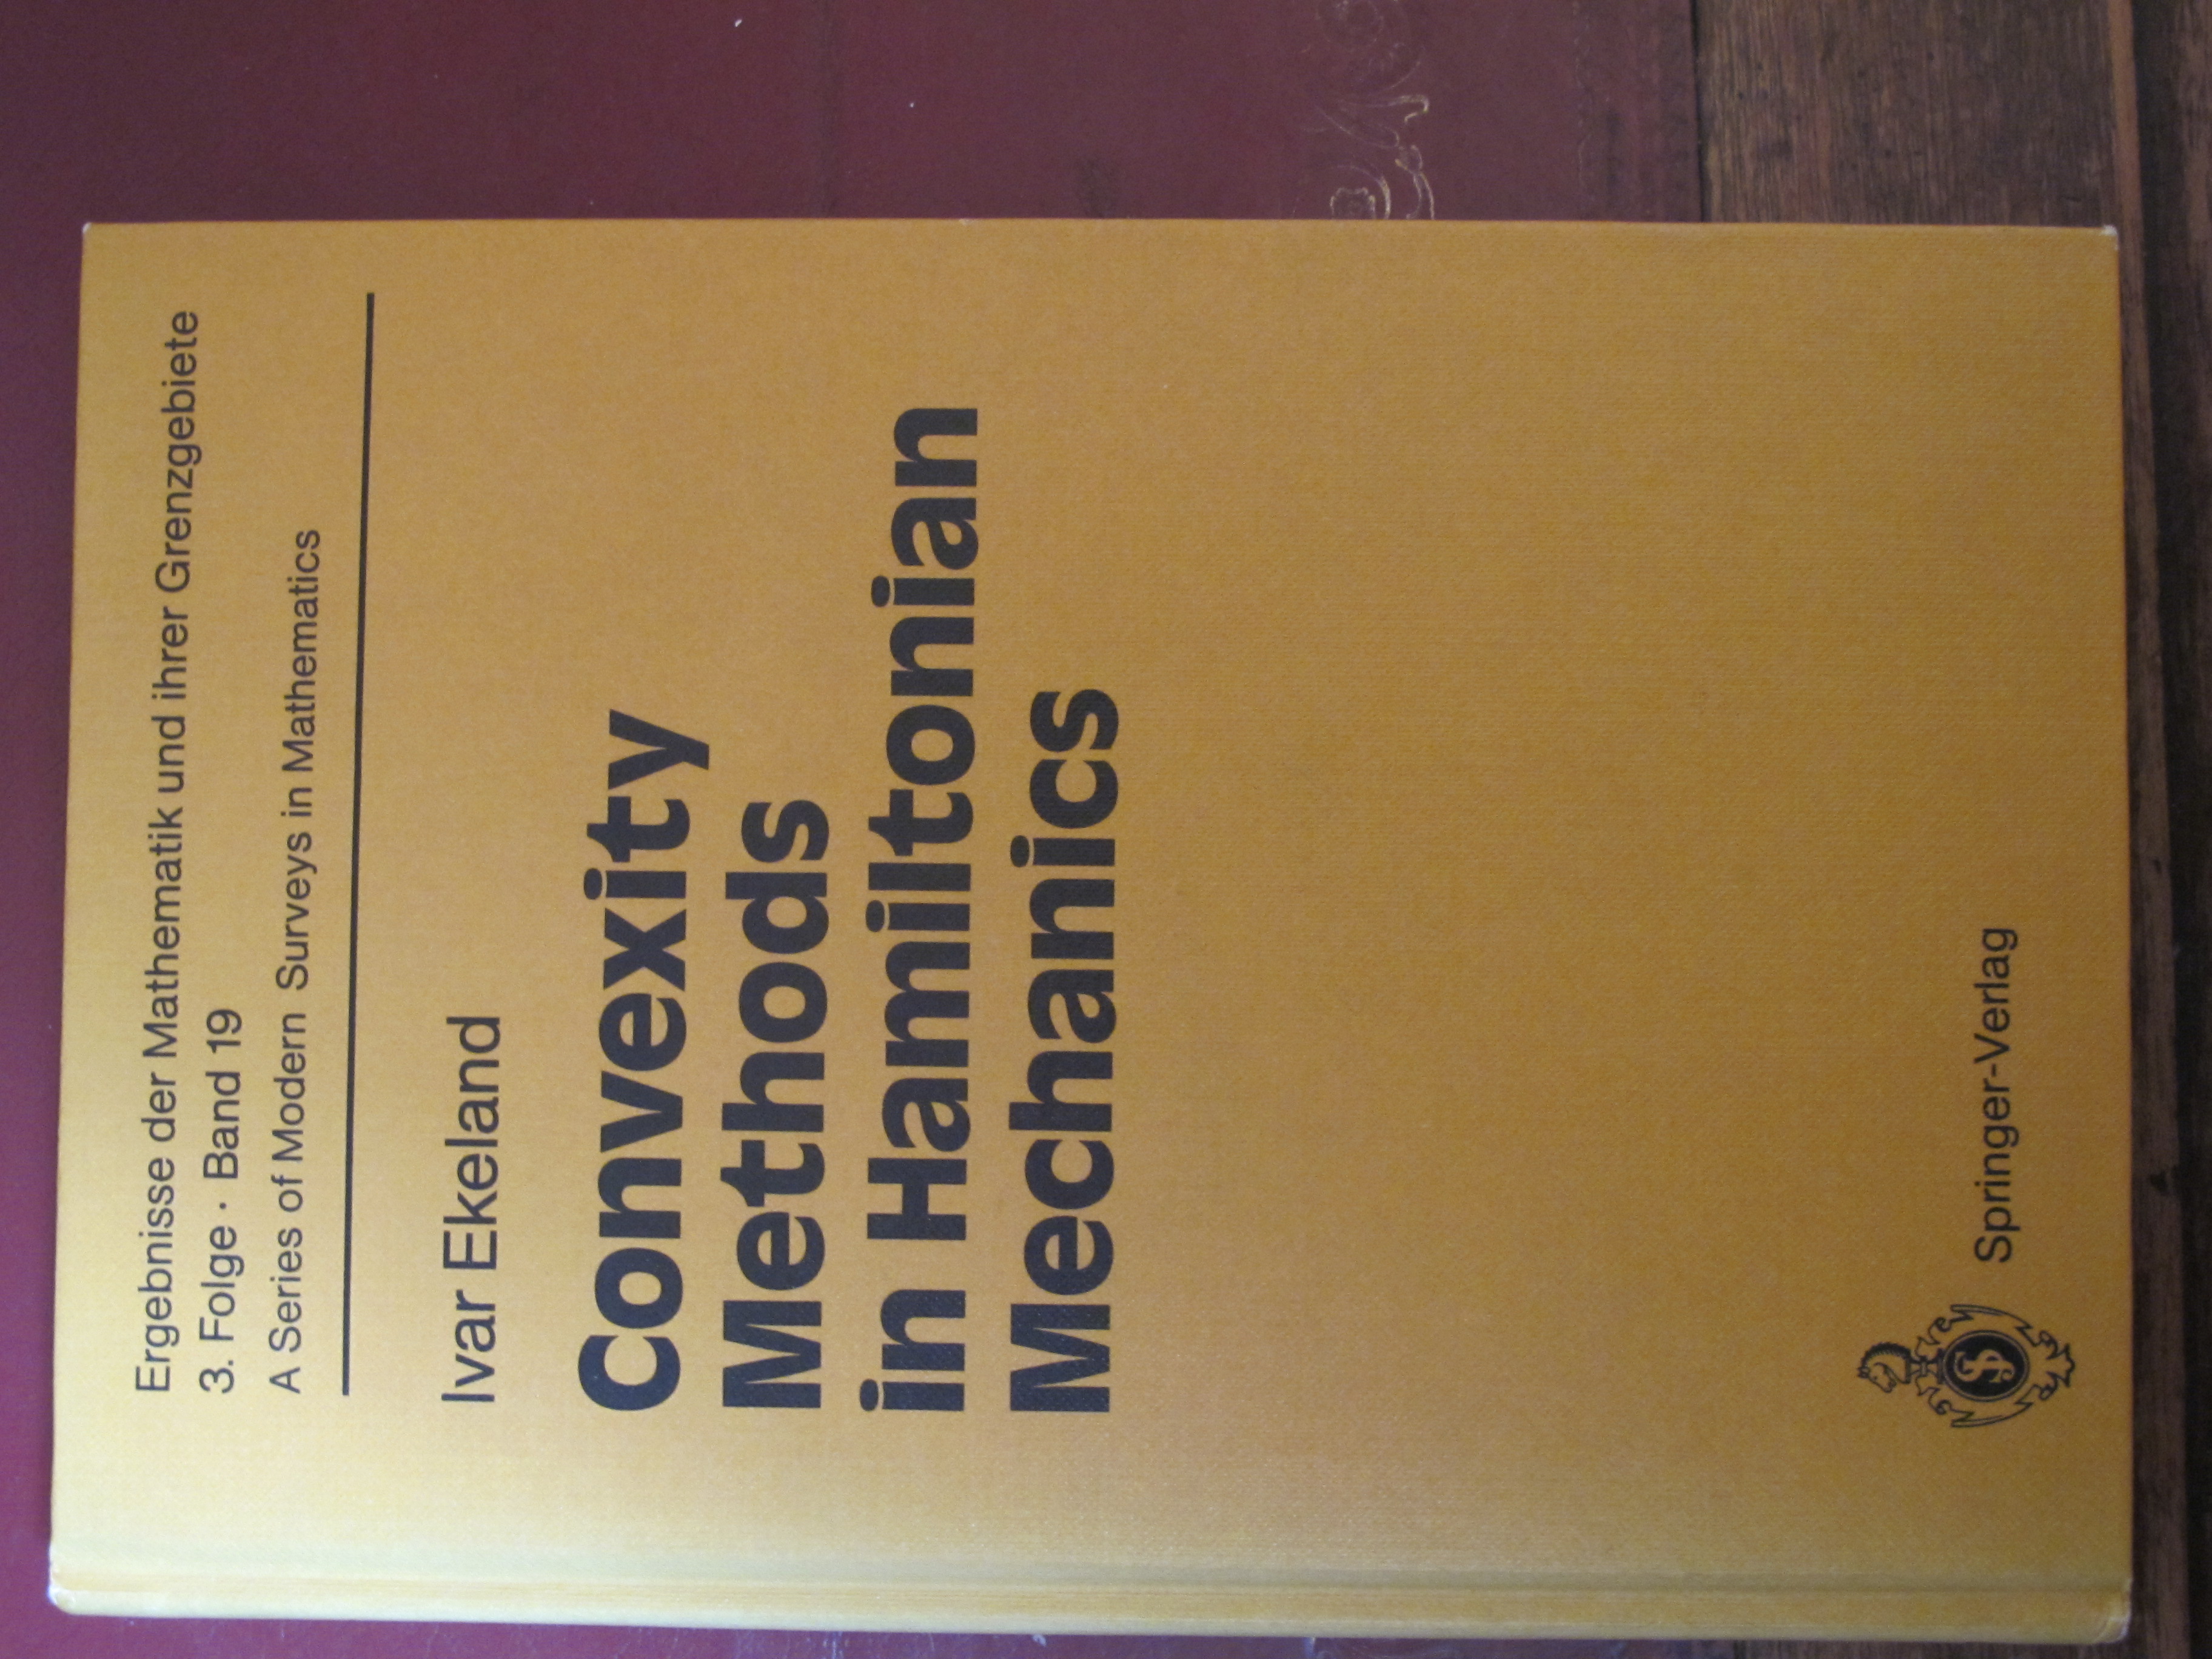 Ergebnisse der Mathematik und ihrer Grenzgebiete
3. Folge · Band 19
A Series of Modern Surveys in Mathematics
Ivar Ekeland
Convexity
Methods
in Hamiltonian
Mechanics
Springer-Verlag